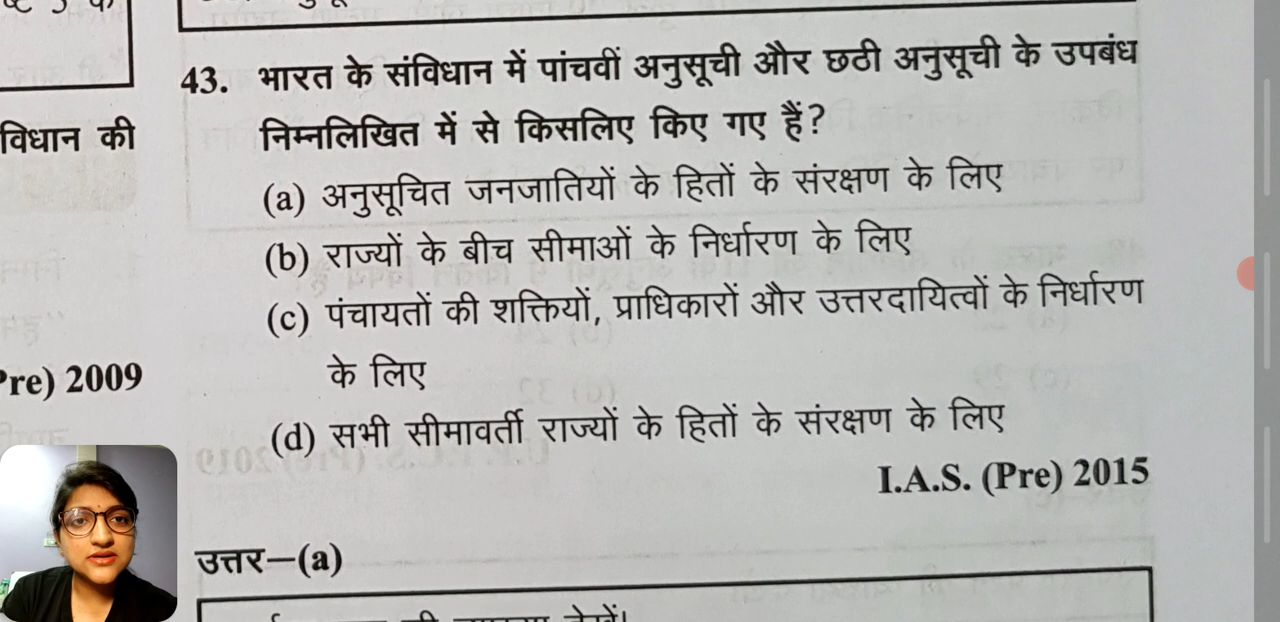 विधान की
Pre) 2009
43. भारत के संविधान में पांचवीं अनुसूची और छठी अनुसूची के उपबंध
निम्नलिखित में से किसलिए किए गए हैं?
(a) अनुसूचित जनजातियों के हितों के संरक्षण के लिए
(b) राज्यों के बीच सीमाओं के निर्धारण के लिए
(c) पंचायतों की शक्तियों, प्राधिकारों और उत्तरदायित्वों के निर्धारण
के लिए
(d) सभी सीमावर्ती राज्यों के हितों के संरक्षण के लिए
I.A.S. (Pre) 2015
उत्तर—(a)